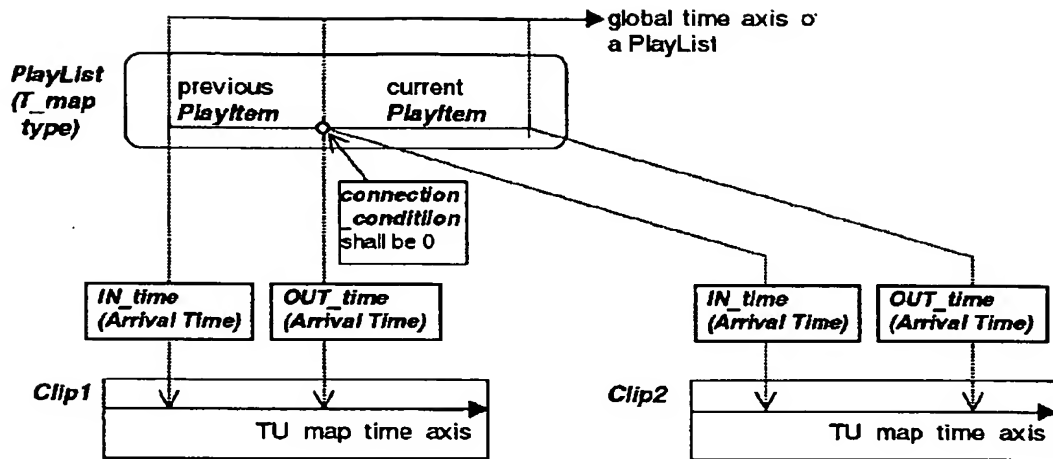 global time axis o
a PlayList
PlayList
(T_map
type)
previous
PlayItem
current
PlayItem
connection
_condition
shall be 0
IN_time
(Arrival Time)
OUT_time
(Arrival Time)
IN_time
(Arrival Time)
OUT_time
(Arrival Time)
Clip1
TU map time axis
Clip2
TU map time axis